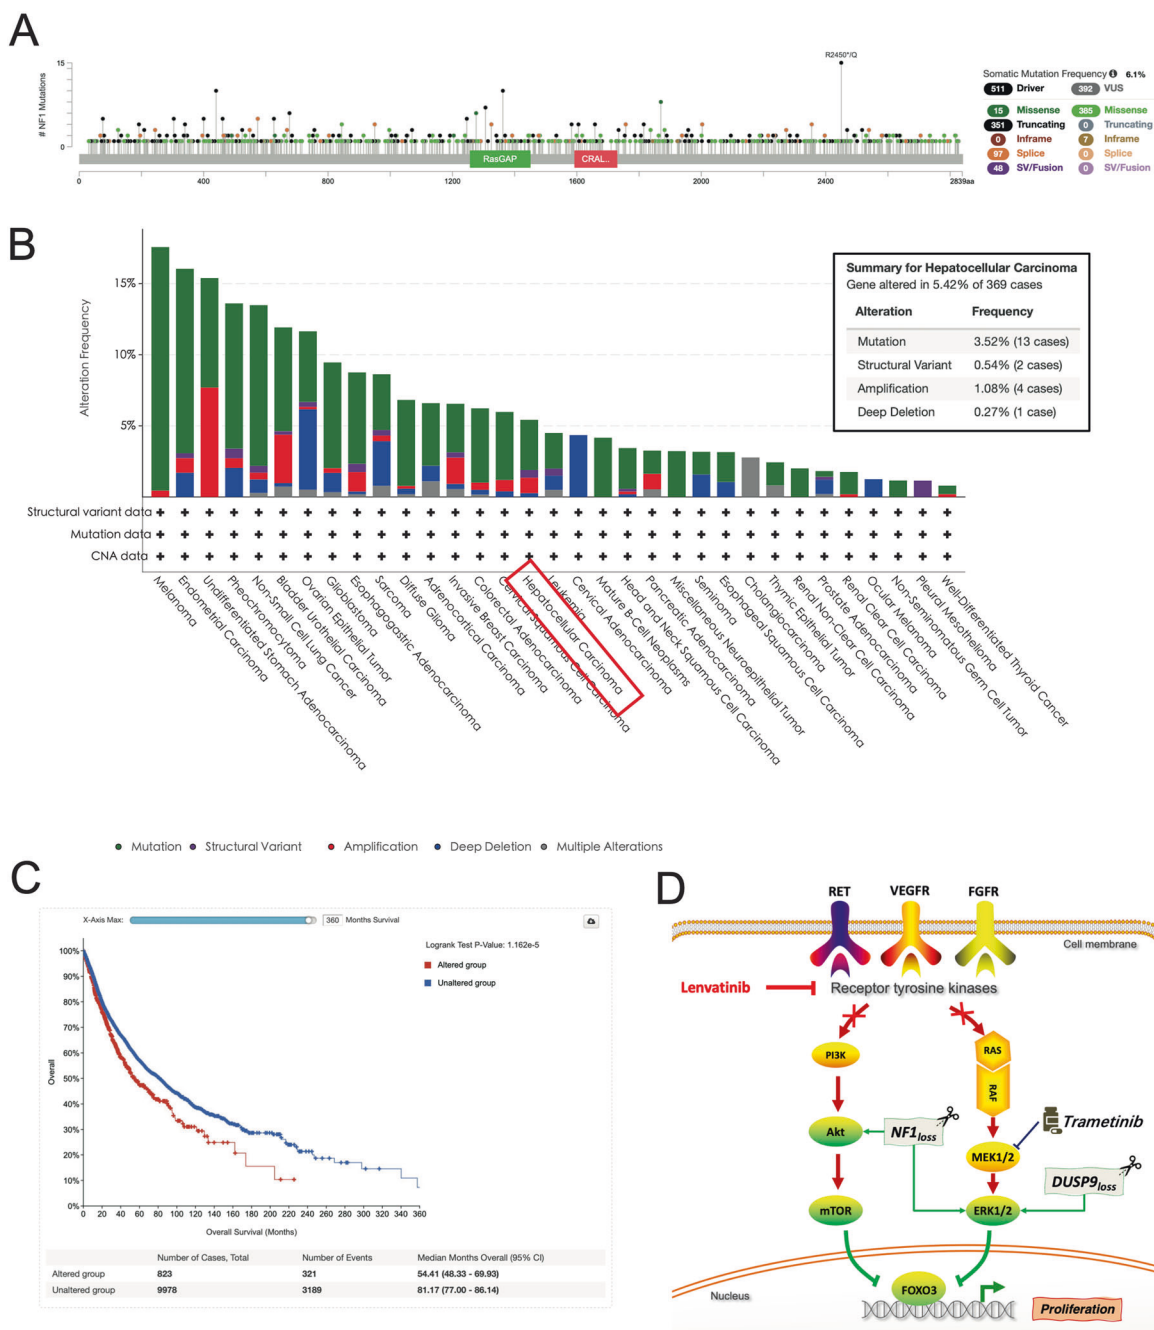 A
R2450*/Q
# NF1 Mutations
15
0
RasGAP
CRAL..
0
400
800
1200
1600
2000
2400
2839aa
Somatic Mutation Frequency 6.1%
511 Driver 392 VUS
15 Missense 385 Missense
351 Truncating 0 Truncating
0 Inframe 7 Inframe
97 Splice 0 Splice
48 SV/Fusion 0 SV/Fusion
B
Alteration Frequency
15%
10%
5%
Summary for Hepatocellular Carcinoma
Gene altered in 5.42% of 369 cases
Alteration Frequency
Mutation 3.52% (13 cases)
Structural Variant 0.54% (2 cases)
Amplification 1.08% (4 cases)
Deep Deletion 0.27% (1 case)
Structural variant data
Mutation data
CNA data
Melanoma
Endometrial Carcinoma
Undifferentiated Stomach Adenocarcinoma
Pheochromocytoma
Non-Small Cell Lung Cancer
Bladder Urothelial Carcinoma
Ovarian Epithelial Tumor
Glioblastoma
Esophagogastric Adenocarcinoma
Sarcoma
Diffuse Glioma
Adrenocortical Carcinoma
Invasive Breast Carcinoma
Colorectal Adenocarcinoma
Cervical Squamous Cell Carcinoma
Hepatocellular Carcinoma
Leukemia
Cervical Adenocarcinoma
Mature B-Cell Neoplasms
Head and Neck Squamous Cell Carcinoma
Pancreatic Adenocarcinoma
Miscellaneous Neuroepithelial Tumor
Seminoma
Esophageal Squamous Cell Carcinoma
Cholangiocarcinoma
Thymic Epithelial Tumor
Renal Non-Clear Cell Carcinoma
Prostate Adenocarcinoma
Renal Clear Cell Carcinoma
Ocular Melanoma
Non-Seminomatous Germ Cell Tumor
Pleural Mesothelioma
Well-Differentiated Thyroid Cancer
Mutation
Structural Variant
Amplification
Deep Deletion
Multiple Alterations
C
X-Axis Max: 360 Months Survival
Logrank Test P-Value: 1.162e-5
Altered group
Unaltered group
Overall
100%
90%
80%
70%
60%
50%
40%
30%
20%
10%
0%
0 20 40 60 80 100 120 140 160 180 200 220 240 260 280 300 320 340 360
Overall Survival (Months)
Number of Cases, Total Number of Events Median Months Overall (95% CI)
Altered group 823 321 54.41 (48.33 - 69.93)
Unaltered group 9978 3189 81.17 (77.00 - 86.14)
D
RET VEGFR FGFR
Cell membrane
Lenvatinib
Receptor tyrosine kinases
PI3K
RAS
RAF
Akt
NF1loss
Trametinib
MEK1/2
DUSP9loss
mTOR
ERK1/2
FOXO3
Nucleus
Proliferation